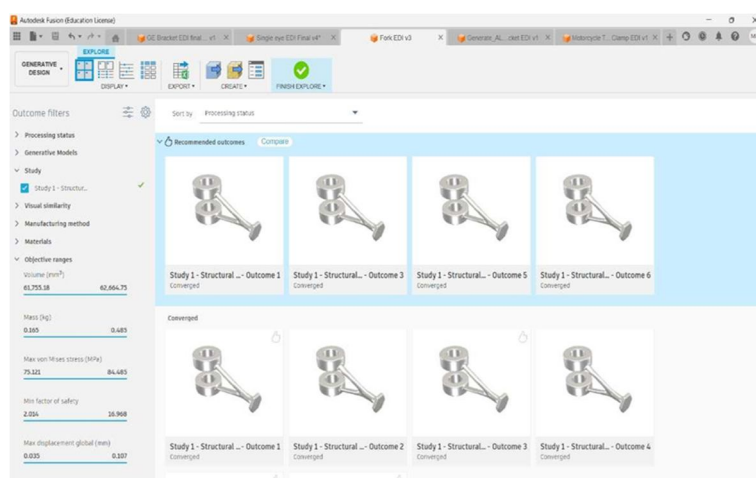 Autodesk Fusion (Education License)
GE Bracket EDI final... v1 × Single eye EDI Final v4* × Fork EDI v3 × Generate_AL...cket EDI v1 × Motorcycle T...Clamp EDI v1 ×
GENERATIVE DESIGN
EXPLORE
DISPLAY EXPORT CREATE FINISH EXPLORE
Outcome filters
Sort by Processing status
Processing status
Generative Models
Study
Study 1 - Structur...
Visual similarity
Manufacturing method
Materials
Objective ranges
Volume (mm³)
61,755.18 62,664.75
Mass (kg)
0.165 0.485
Max von Mises stress (MPa)
75.121 84.485
Min factor of safety
2.014 16.968
Max displacement global (mm)
0.035 0.107
Recommended outcomes Compare
Study 1 - Structural ...- Outcome 1 Study 1 - Structural...- Outcome 3 Study 1 - Structural...- Outcome 5 Study 1 - Structural...- Outcome 6
Converged Converged Converged Converged
Converged
Study 1 - Structural ...- Outcome 1 Study 1 - Structural...- Outcome 2 Study 1 - Structural...- Outcome 3 Study 1 - Structural...- Outcome 4
Converged Converged Converged Converged